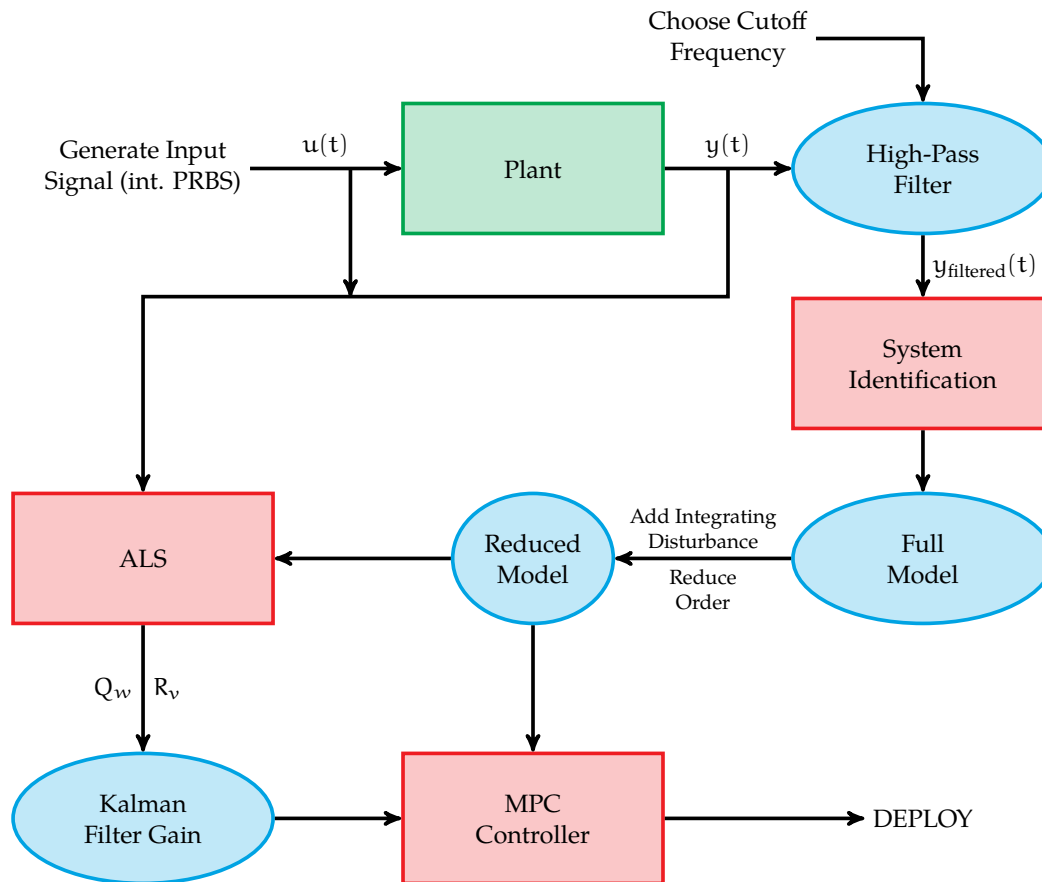 Choose Cutoff
Frequency
Generate Input
Signal (int. PRBS)
u(t)
Plant
y(t)
High-Pass
Filter
y_filtered(t)
System
Identification
ALS
Reduced
Model
Add Integrating
Disturbance
Reduce
Order
Full
Model
Q_w
R_v
Kalman
Filter Gain
MPC
Controller
DEPLOY